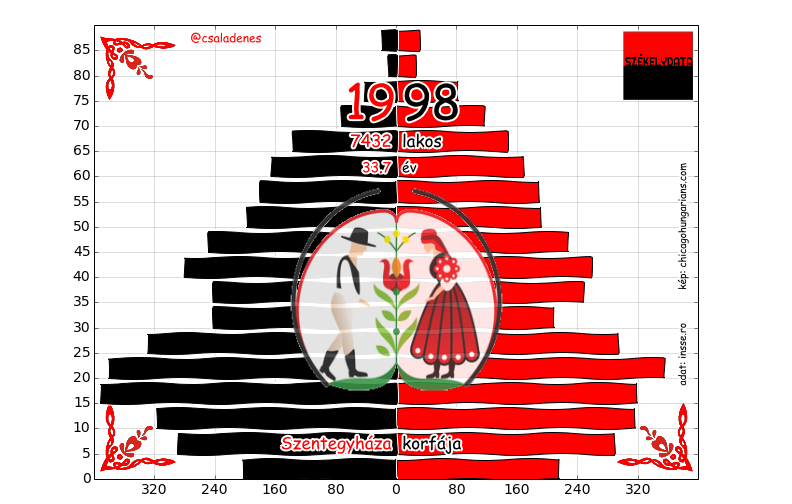 @csaladenes
SZÉKELYDATA
1998
7432 lakos
33.7 év
kép: chicagohungarians.com
adat: insse.ro
Szentegyháza korfája
85
80
75
70
65
60
55
50
45
40
35
30
25
20
15
10
5
0
320 240 160 80 0 80 160 240 320